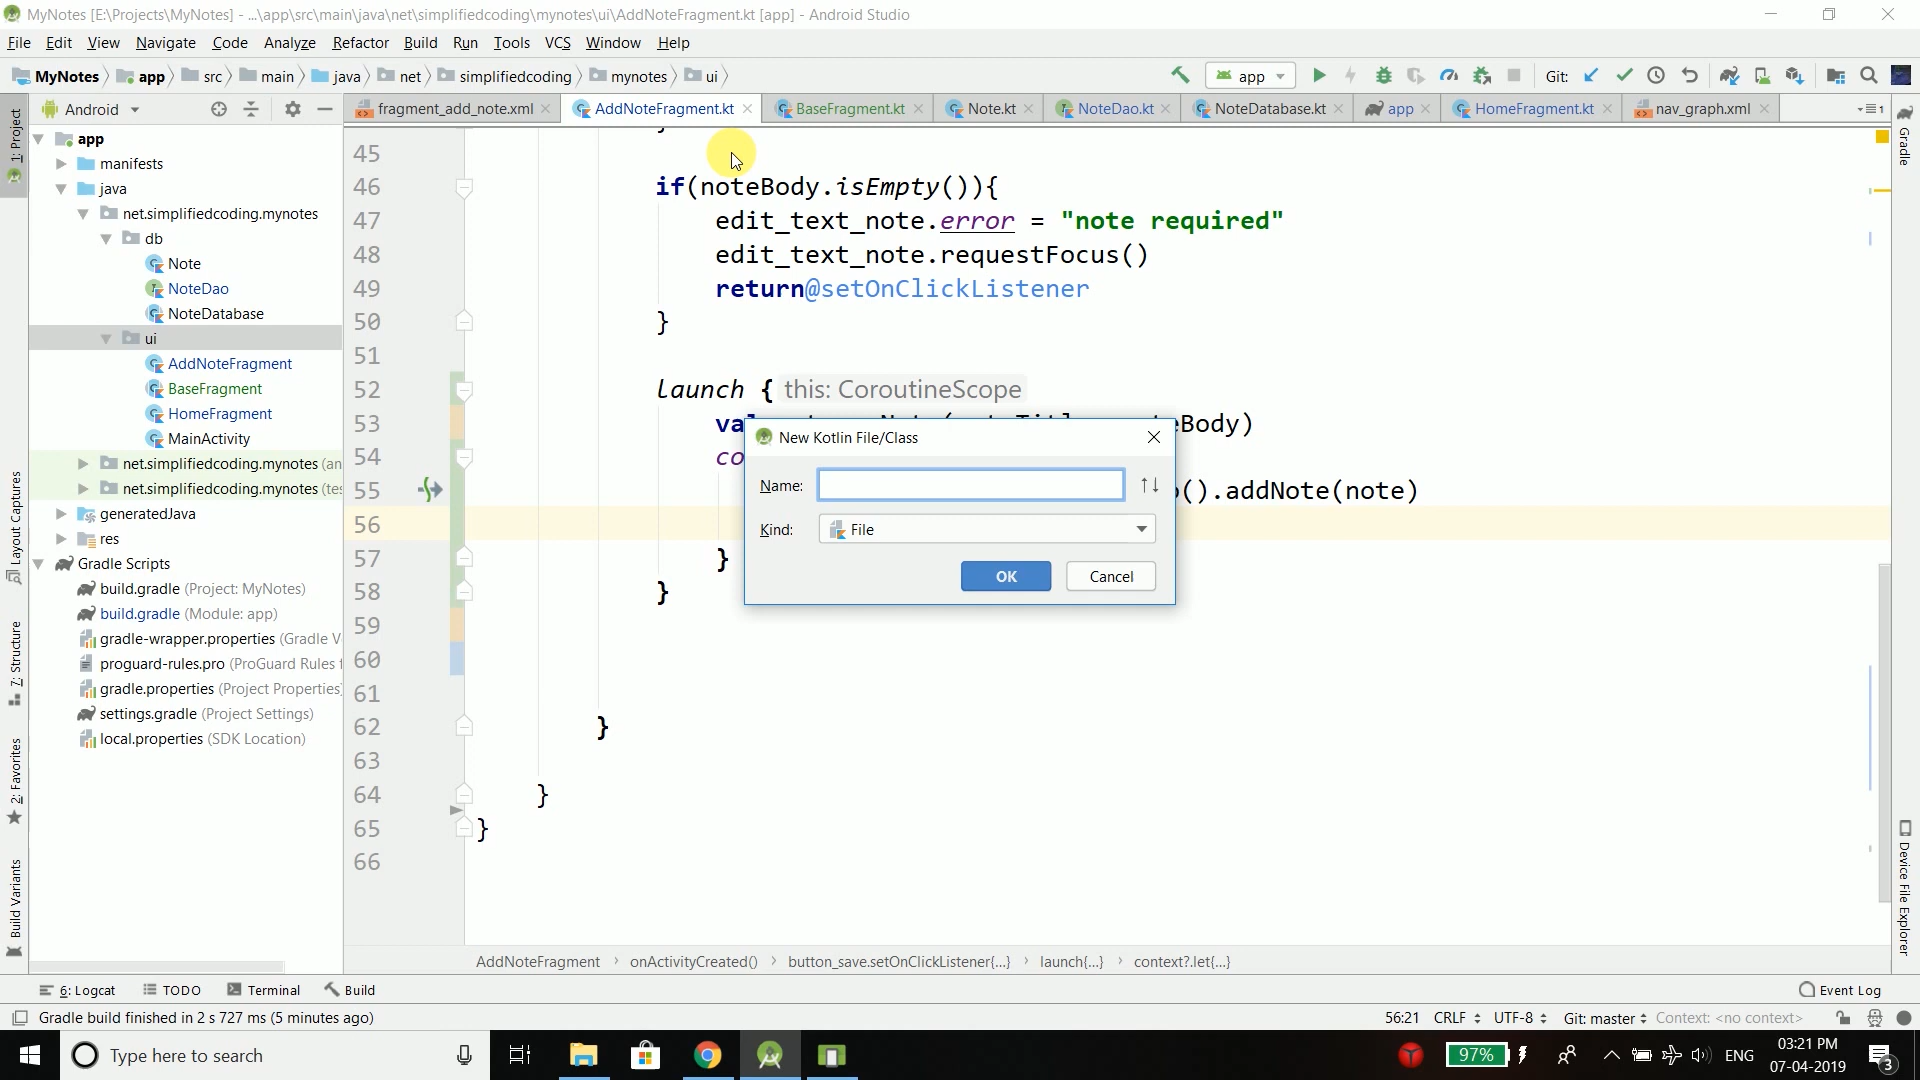 MyNotes [E:\Projects\MyNotes] - ...\app\src\main\java\net\simplifiedcoding\mynotes\ui\AddNoteFragment.kt [app] - Android Studio
File Edit View Navigate Code Analyze Refactor Build Run Tools VCS Window Help
MyNotes app src main java net simplifiedcoding mynotes ui app Git:
Android fragment_add_note.xml AddNoteFragment.kt BaseFragment.kt Note.kt NoteDao.kt NoteDatabase.kt app HomeFragment.kt nav_graph.xml
1: Project
Layout Captures
7: Structure
2: Favorites
Build Variants
app
manifests
java
net.simplifiedcoding.mynotes
db
Note
NoteDao
NoteDatabase
ui
AddNoteFragment
BaseFragment
HomeFragment
MainActivity
net.simplifiedcoding.mynotes (an
net.simplifiedcoding.mynotes (te
generatedJava
res
Gradle Scripts
build.gradle (Project: MyNotes)
build.gradle (Module: app)
gradle-wrapper.properties (Gradle V
proguard-rules.pro (ProGuard Rules f
gradle.properties (Project Properties)
settings.gradle (Project Settings)
local.properties (SDK Location)
45
46 if(noteBody.isEmpty()){
47 edit_text_note.error = "note required"
48 edit_text_note.requestFocus()
49 return@setOnClickListener
50 }
51
52 launch { this: CoroutineScope
53 va eBody)
54 co
55 ().addNote(note)
56
57 }
58 }
59
60
61
62 }
63
64 }
65 }
66
New Kotlin File/Class
Name:
Kind: File
OK Cancel
Gradle
Device File Explorer
AddNoteFragment › onActivityCreated() › button_save.setOnClickListener{...} › launch{...} › context?.let{...}
6: Logcat TODO Terminal Build Event Log
Gradle build finished in 2 s 727 ms (5 minutes ago) 56:21 CRLF UTF-8 Git: master Context: <no context>
Type here to search 97% ENG 03:21 PM
07-04-2019 3